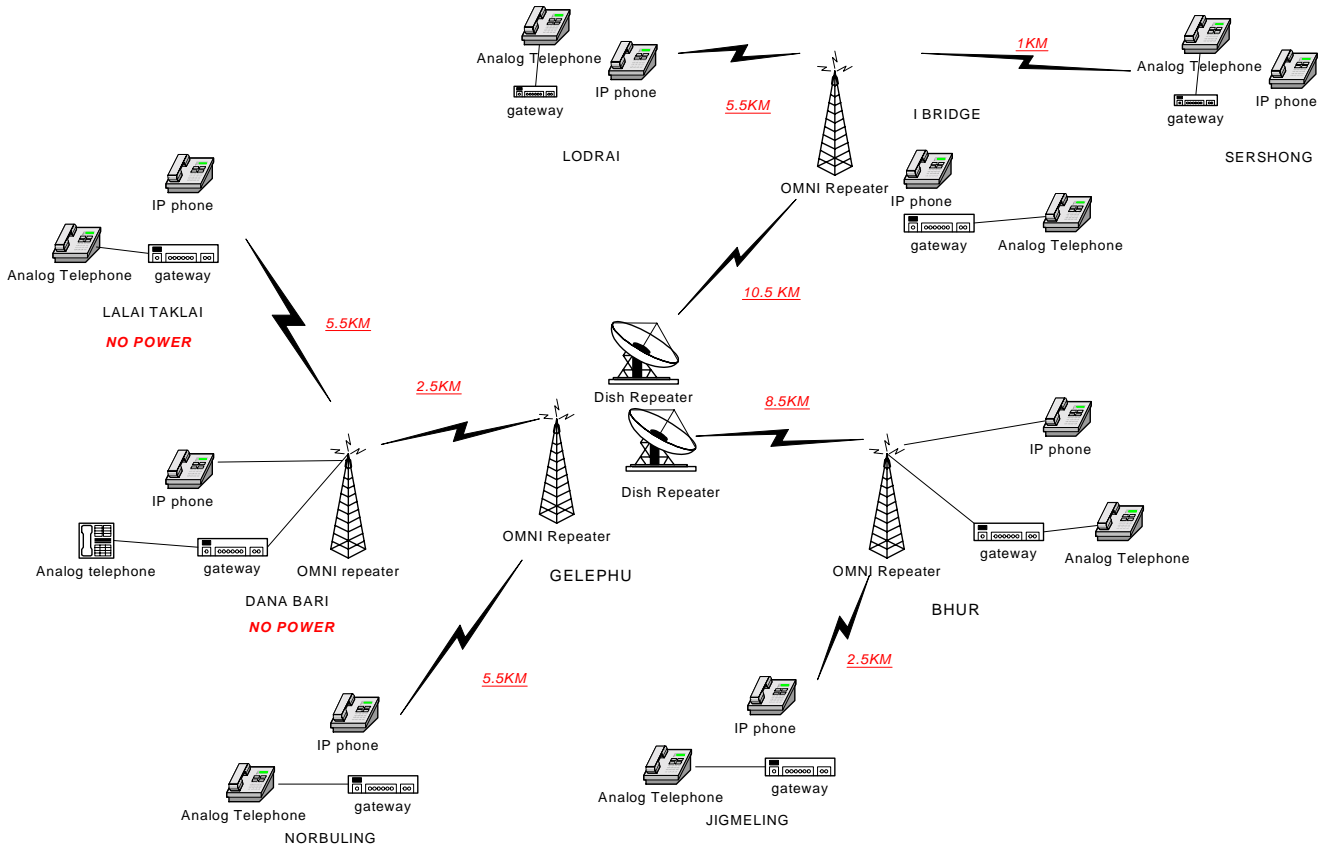 Analog Telephone
IP phone
gateway
LODRAI
5.5KM
1KM
I BRIDGE
OMNI Repeater
IP phone
gateway
Analog Telephone
Analog Telephone
IP phone
gateway
SERSHONG
IP phone
Analog Telephone
gateway
LALAI TAKLAI
NO POWER
5.5KM
10.5 KM
2.5KM
Dish Repeater
8.5KM
Dish Repeater
IP phone
Analog telephone
gateway
OMNI repeater
DANA BARI
NO POWER
OMNI Repeater
GELEPHU
OMNI Repeater
BHUR
IP phone
gateway
Analog Telephone
5.5KM
2.5KM
IP phone
Analog Telephone
gateway
NORBULING
IP phone
Analog Telephone
gateway
JIGMELING